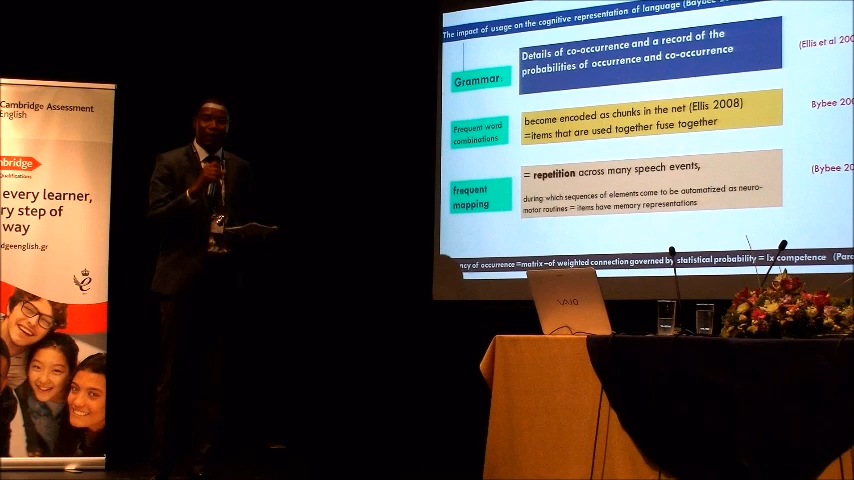 Cambridge Assessment
English
nbridge
Qualifications
every learner,
ry step of
way
dgeenglish.gr
The impact of usage on the cognitive representation of language (Baybee
Grammar:
Details of co-occurrence and a record of the
probabilities of occurrence and co-occurrence
(Ellis et al 200
Frequent word
combinations
become encoded as chunks in the net (Ellis 2008)
=items that are used together fuse together
Bybee 200
frequent
mapping
= repetition across many speech events,
during which sequences of elements come to be automatized as neuro-
motor routines = items have memory representations
(Bybee 20
ncy of occurrence =matrix-of weighted connection governed by statistical probability = lx competence (Para
VAIO